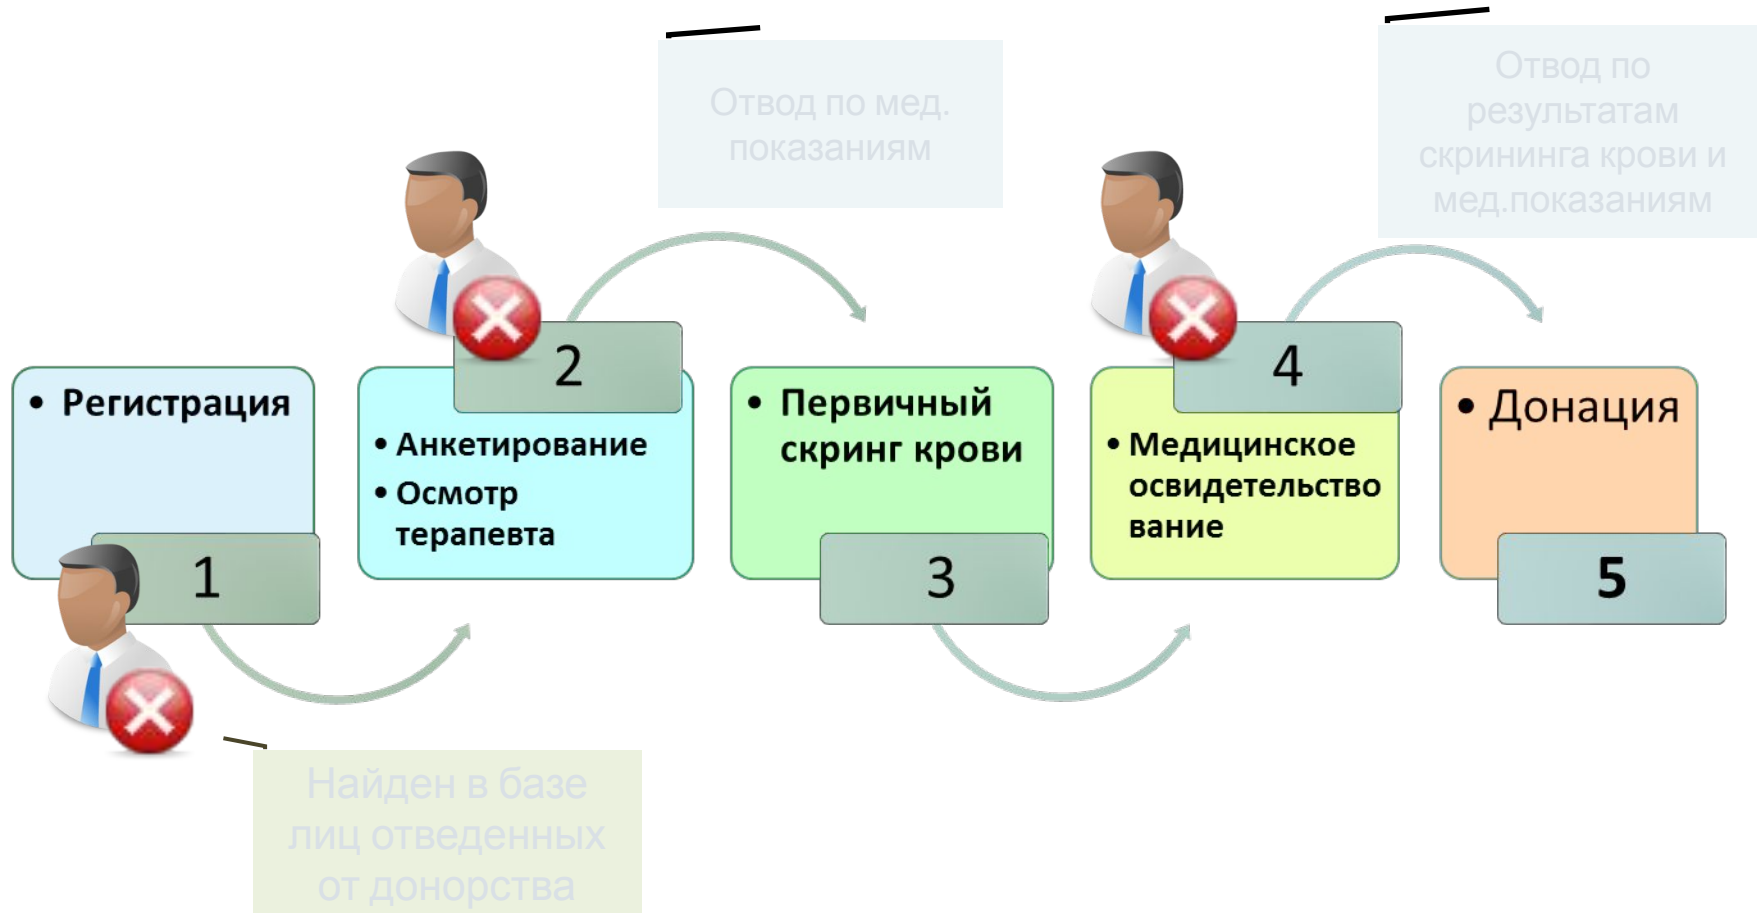 Отвод по мед.
показаниям
Отвод по
результатам
скрининга крови и
мед.показаниям
• Регистрация
1
2
• Анкетирование
• Осмотр
терапевта
• Первичный
скринг крови
3
4
• Медицинское
освидетельство
вание
• Донация
5
Найден в базе
лиц отведенных
от донорства